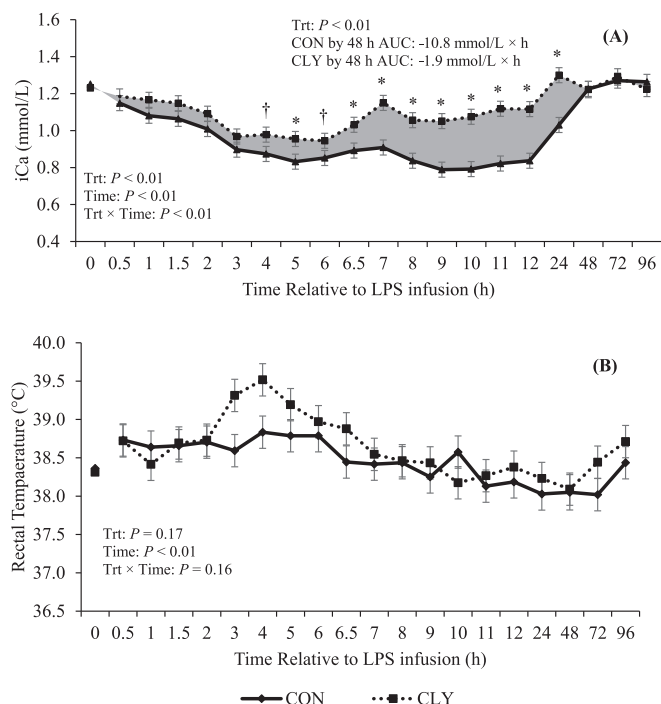 (A)
Trt: P < 0.01
CON by 48 h AUC: -10.8 mmol/L × h
CLY by 48 h AUC: -1.9 mmol/L × h
1.6
1.4
1.2
1.0
0.8
0.6
0.4
iCa (mmol/L)
† * † * * * * * * * *
Trt: P < 0.01
Time: P < 0.01
Trt × Time: P < 0.01
0 0.5 1 1.5 2 3 4 5 6 6.5 7 8 9 10 11 12 24 48 72 96
Time Relative to LPS infusion (h)
(B)
40.0
39.5
39.0
38.5
38.0
37.5
37.0
36.5
Rectal Tempaerature (°C)
Trt: P = 0.17
Time: P < 0.01
Trt × Time: P = 0.16
0 0.5 1 1.5 2 3 4 5 6 6.5 7 8 9 10 11 12 24 48 72 96
Time Relative to LPS infusion (h)
CON CLY